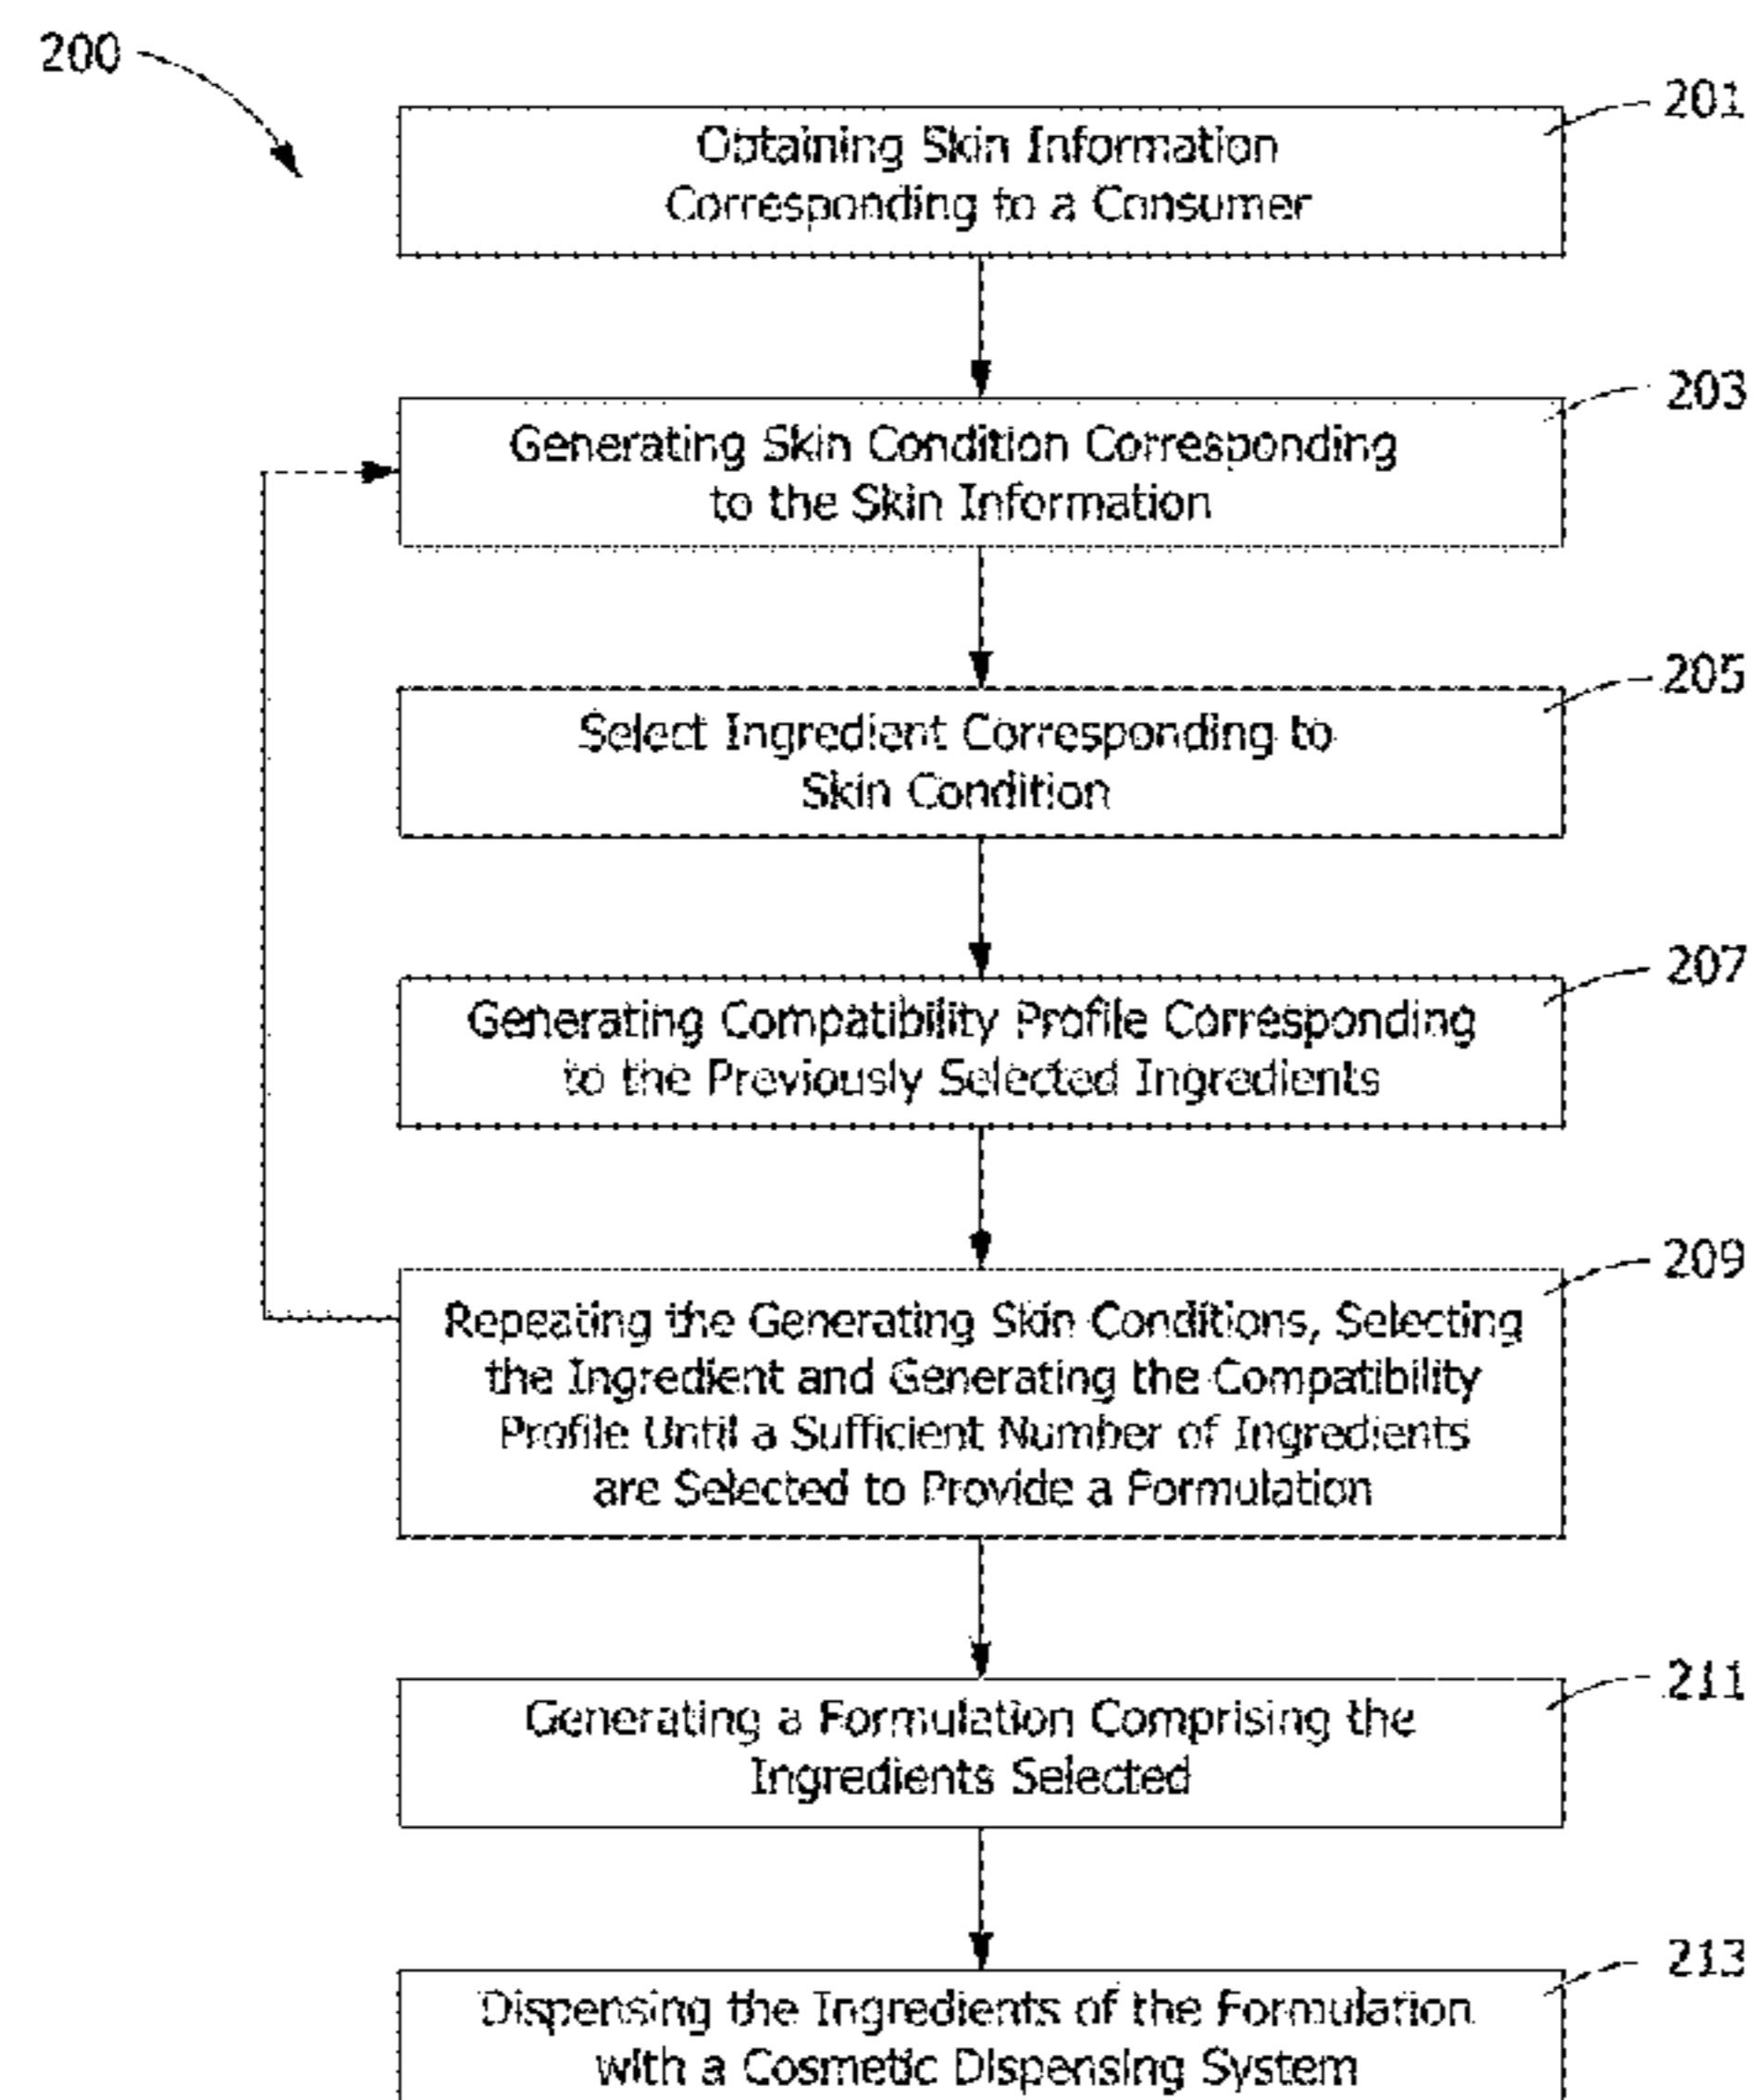 200
201
Obtaining Skin Information
Corresponding to a Consumer
203
Generating Skin Condition Corresponding
to the Skin Information
205
Select Ingredient Corresponding to
Skin Condition
207
Generating Compatibility Profile Corresponding
to the Previously Selected Ingredients
209
Repeating the Generating Skin Conditions, Selecting
the Ingredient and Generating the Compatibility
Profile Until a Sufficient Number of Ingredients
are Selected to Provide a Formulation
211
Generating a Formulation Comprising the
Ingredients Selected
213
Dispensing the Ingredients of the Formulation
with a Cosmetic Dispensing System